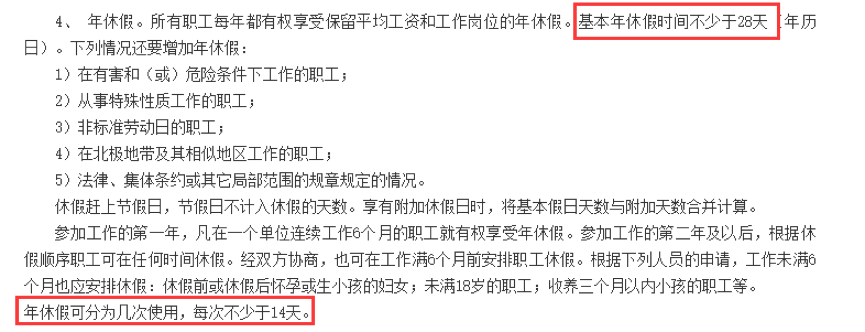 4、 年休假。所有职工每年都有权享受保留平均工资和工作岗位的年休假。基本年休假时间不少于28天（年历
日）。下列情况还要增加年休假：
1）在有害和（或）危险条件下工作的职工；
2）从事特殊性质工作的职工；
3）非标准劳动日的职工；
4）在北极地带及其相似地区工作的职工；
5）法律、集体条约或其它局部范围的规章规定的情况。
休假赶上节假日，节假日不计入休假的天数。享有附加休假日时，将基本假日天数与附加天数合并计算。
参加工作的第一年，凡在一个单位连续工作6个月的职工就有权享受年休假。参加工作的第二年及以后，根据休
假顺序职工可在任何时间休假。经双方协商，也可在工作满6个月前安排职工休假。根据下列人员的申请，工作未满6
个月也应安排休假：休假前或休假后怀孕或生小孩的妇女；未满18岁的职工；收养三个月以内小孩的职工等。
年休假可分为几次使用，每次不少于14天。